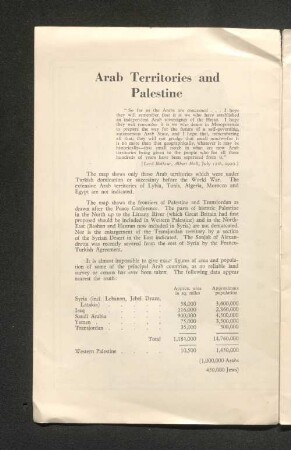 Arab Territories and
Palestine
"So far as the Arabs are concerned . . . I hope
they will remember that it is we who have established
an independent Arab sovereignty of the Hejaz. I hope
they will remember it is we who desire in Mesopotamia
to prepare the way for the future of a self-governing,
autonomous Arab State, and I hope that, remembering
all that, they will not grudge that small notch—for it
is no more than that geographically, whatever it may be
historically—that small notch in what are now Arab
territories being given to the people who for all these
hundreds of years have been separated from it."
(Lord Balfour, Albert Hall, July 12th, 1920.)
The map shows only those Arab territories which were under
Turkish domination or suzerainty before the World War. The
extensive Arab territories of Lybia, Tunis, Algeria, Morocco and
Egypt are not indicated.
The map shows the frontiers of Palestine and Transjordan as
drawn after the Peace Conference. The parts of historic Palestine
in the North up to the Litany River (which Great Britain had first
proposed should be included in Western Palestine) and in the North-
East (Bashan and Hauran now included in Syria) are not demarcated.
Nor is the enlargement of the Transjordan territory by a section
of the Syrian Desert in the East indicated. The frontier of Kurdistan
was merely severed from the rest of Syria by the Franco-
Turkish Agreement.
It is almost impossible to give exact figures of area and popula-
tion of some of the principal Arab countries, as no reliable land
survey or census has ever been taken. The following data appear
nearest the truth:
Area(s) in sq. miles Approximate population
Syria (incl. Lebanon, Jebel Druze,
Latakia) 58,000 3,600,000
Iraq 116,000 2,860,000
Saudi Arabia 900,000 4,500,000
Yemen 75,000 3,500,000
Transjordan 35,000 300,000
Total 1,184,000 14,760,000
Western Palestine 10,500 1,450,000
(1,000,000 Arabs
450,000 Jews)